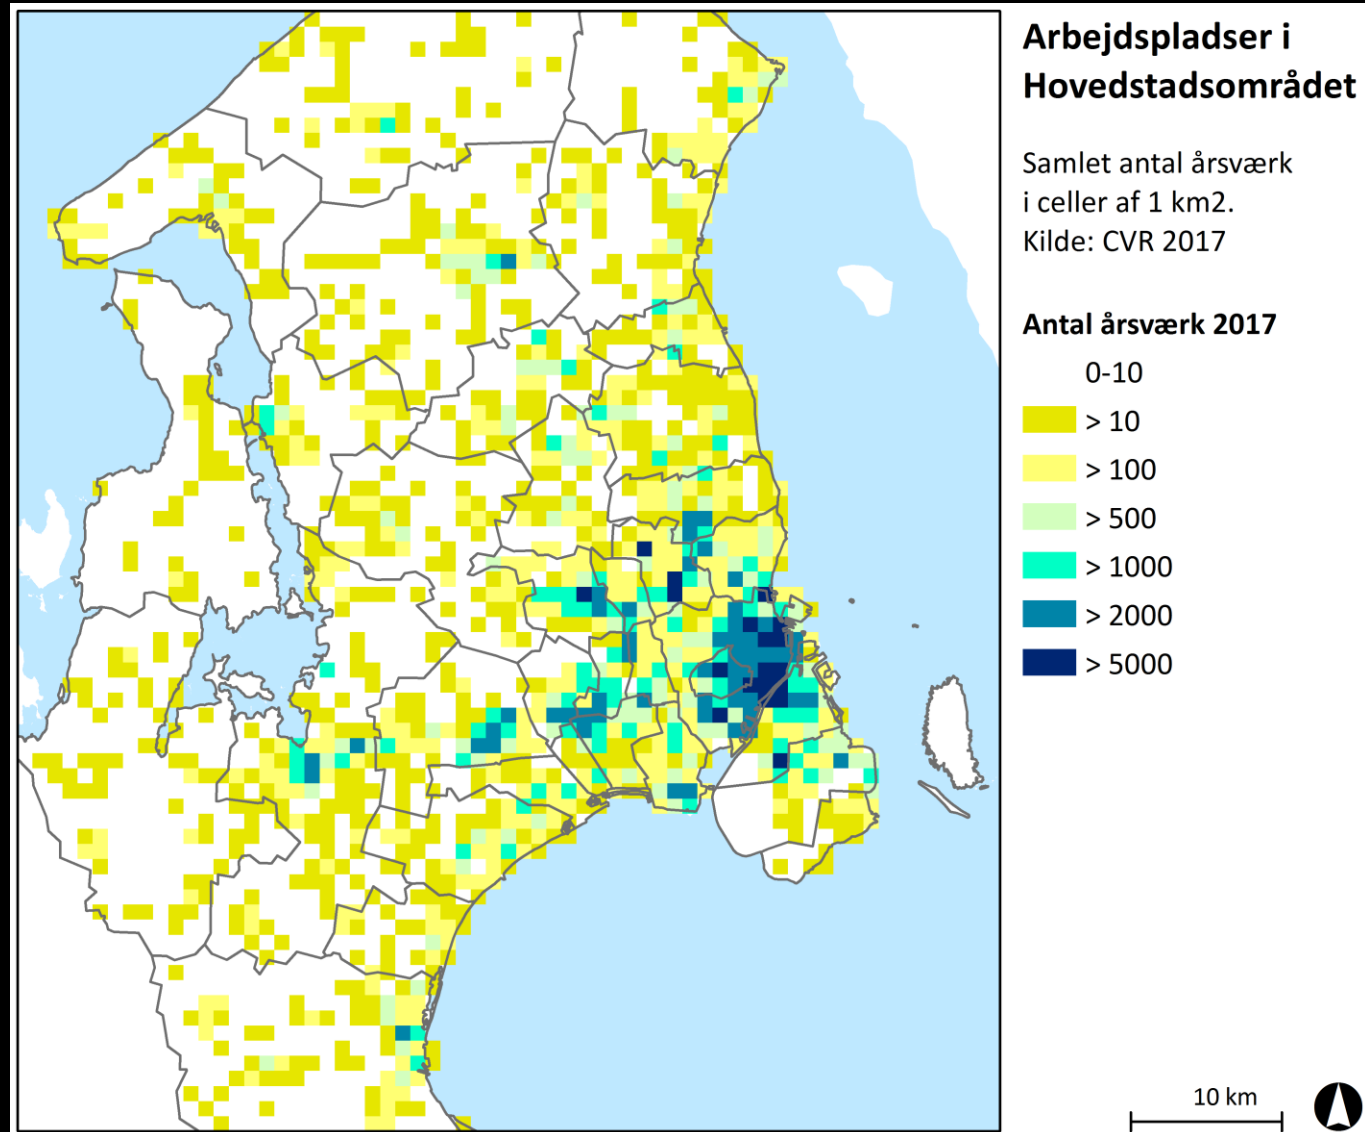 Arbejdspladser i
Hovedstadsområdet
Samlet antal årsværk
i celler af 1 km2.
Kilde: CVR 2017
Antal årsværk 2017
0-10
> 10
> 100
> 500
> 1000
> 2000
> 5000
10 km